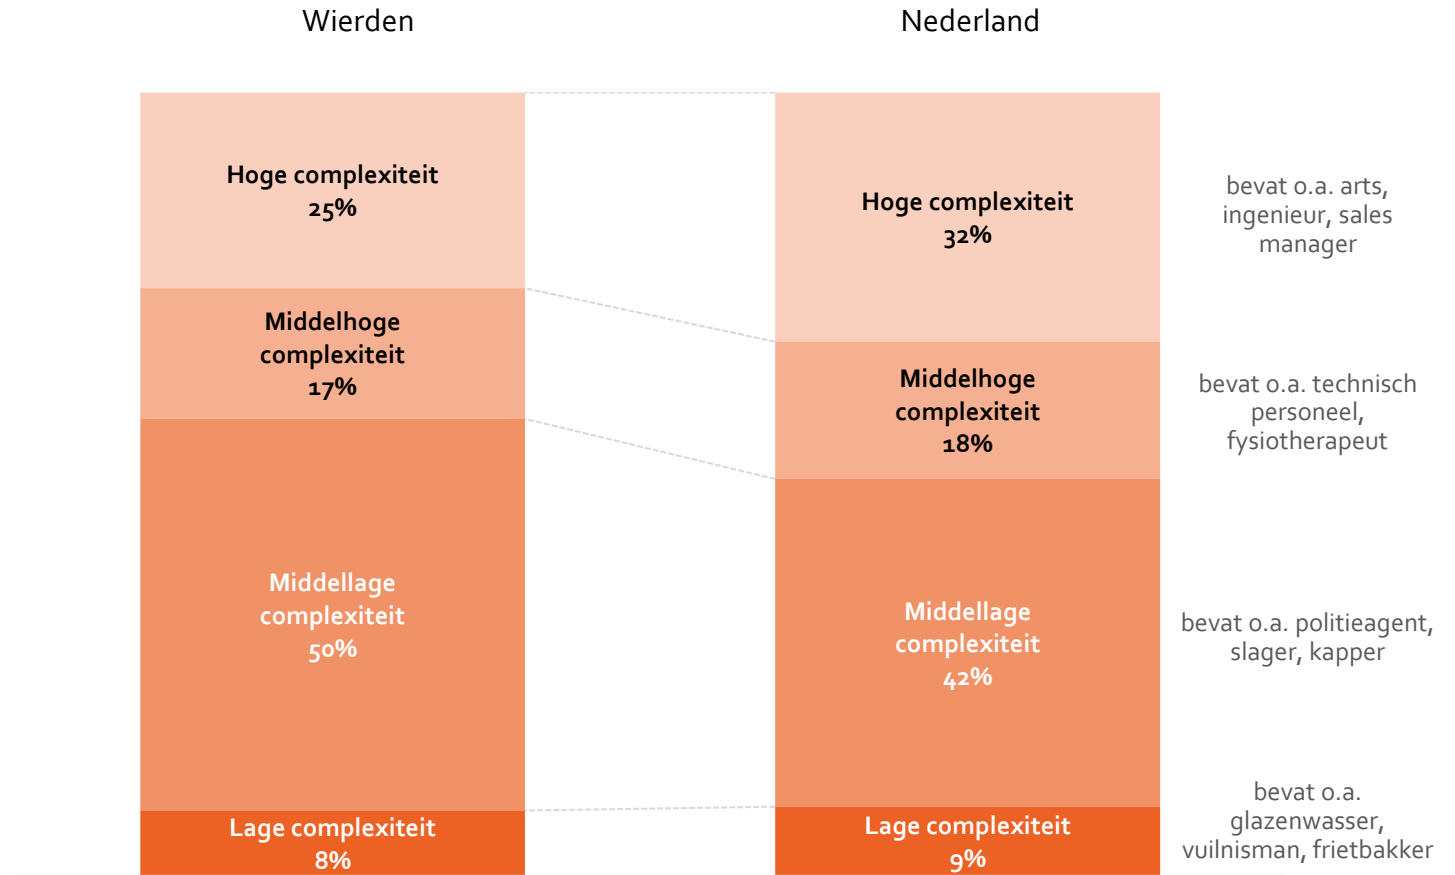 Wierden
Nederland
Hoge complexiteit
25%
Middelhoge
complexiteit
17%
Middellage
complexiteit
50%
Lage complexiteit
8%
Hoge complexiteit
32%
Middelhoge
complexiteit
18%
Middellage
complexiteit
42%
Lage complexiteit
9%
bevat o.a. arts,
ingenieur, sales
manager
bevat o.a. technisch
personeel,
fysiotherapeut
bevat o.a. politieagent,
slager, kapper
bevat o.a.
glazenwasser,
vuilnisman, frietbakker